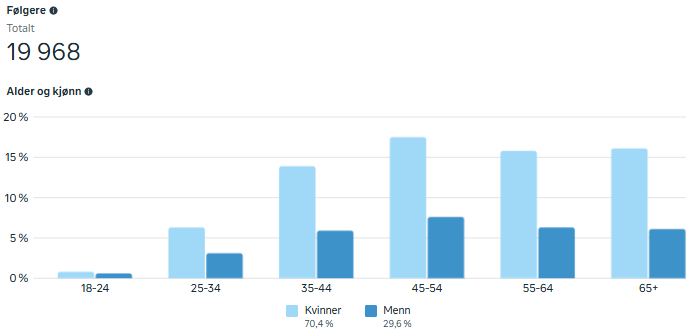 Følgere
Totalt
19 968
Alder og kjønn
20 %
15 %
10 %
5 %
0 %
18-24 25-34 35-44 45-54 55-64 65+
Kvinner Menn
70,4 % 29,6 %